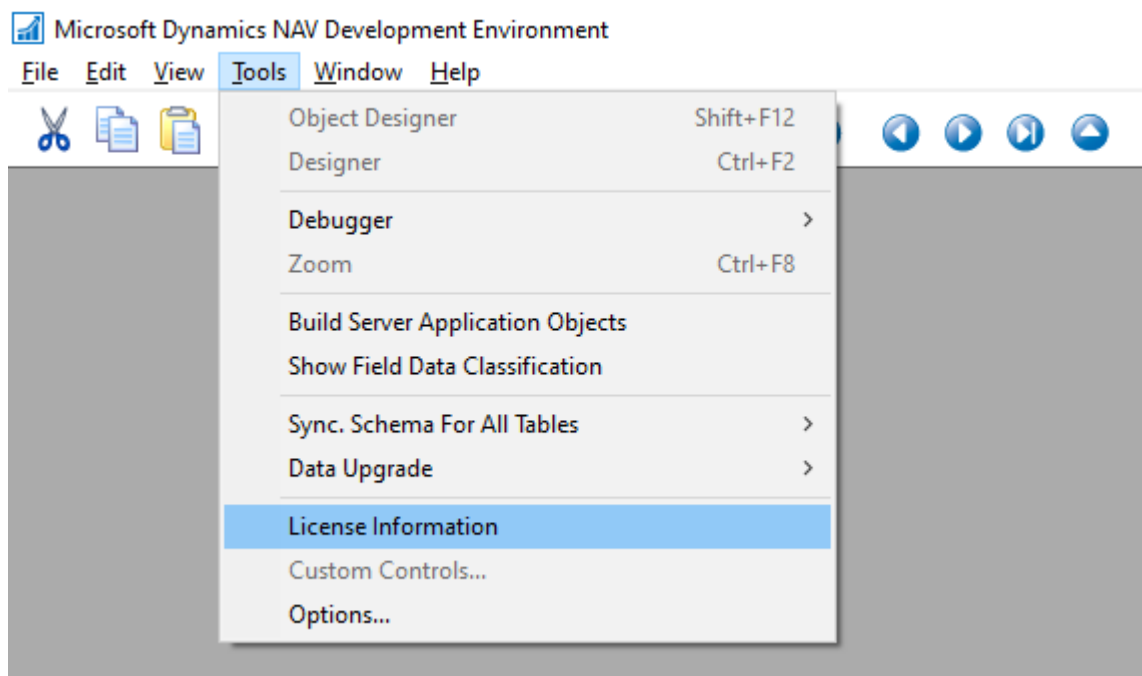 Microsoft Dynamics NAV Development Environment
File Edit View Tools Window Help
Object Designer Shift+F12
Designer Ctrl+F2
Debugger
Zoom Ctrl+F8
Build Server Application Objects
Show Field Data Classification
Sync. Schema For All Tables
Data Upgrade
License Information
Custom Controls...
Options...